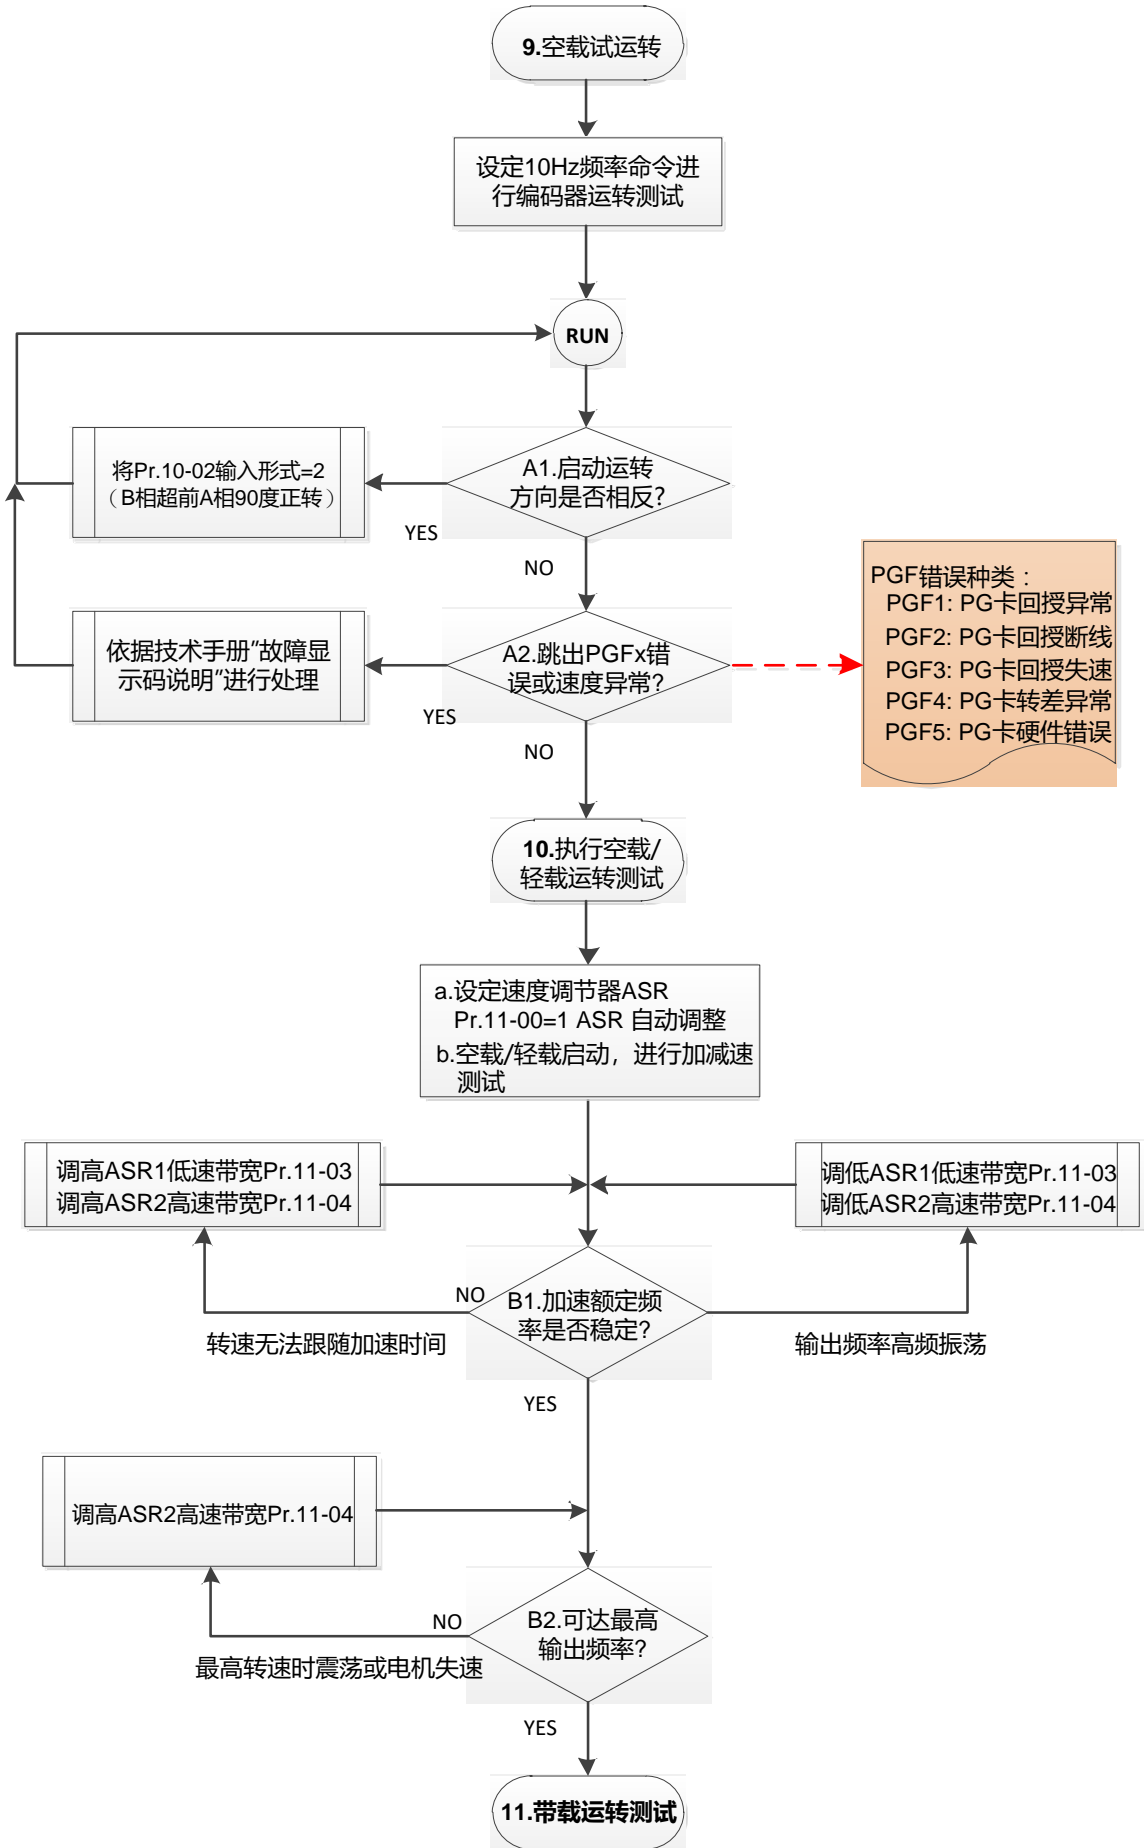 9.空载试运转
设定10Hz频率命令进
行编码器运转测试
RUN
将Pr.10-02输入形式=2
（B相超前A相90度正转）
A1.启动运转
方向是否相反?
YES
NO
依据技术手册"故障显
示码说明"进行处理
A2.跳出PGFx错
误或速度异常?
YES
NO
PGF错误种类：
PGF1: PG卡回授异常
PGF2: PG卡回授断线
PGF3: PG卡回授失速
PGF4: PG卡转差异常
PGF5: PG卡硬件错误
10.执行空载/
轻载运转测试
a.设定速度调节器ASR
Pr.11-00=1 ASR 自动调整
b.空载/轻载启动，进行加减速
测试
调高ASR1低速带宽Pr.11-03
调高ASR2高速带宽Pr.11-04
调低ASR1低速带宽Pr.11-03
调低ASR2高速带宽Pr.11-04
NO
B1.加速额定频
率是否稳定?
转速无法跟随加速时间
输出频率高频振荡
YES
调高ASR2高速带宽Pr.11-04
NO
B2.可达最高
输出频率?
最高转速时震荡或电机失速
YES
11.带载运转测试